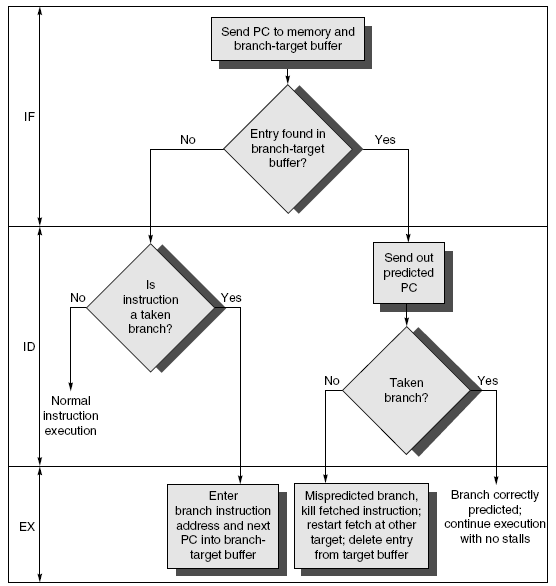 Send PC to memory and
branch-target buffer
IF
No
Entry found in
branch-target
buffer?
Yes
ID
No
Is
instruction
a taken
branch?
Yes
Send out
predicted
PC
No
Taken
branch?
Yes
Normal
instruction
execution
EX
Enter
branch instruction
address and next
PC into branch-
target buffer
Mispredicted branch,
kill fetched instruction;
restart fetch at other
target; delete entry
from target buffer
Branch correctly
predicted;
continue execution
with no stalls